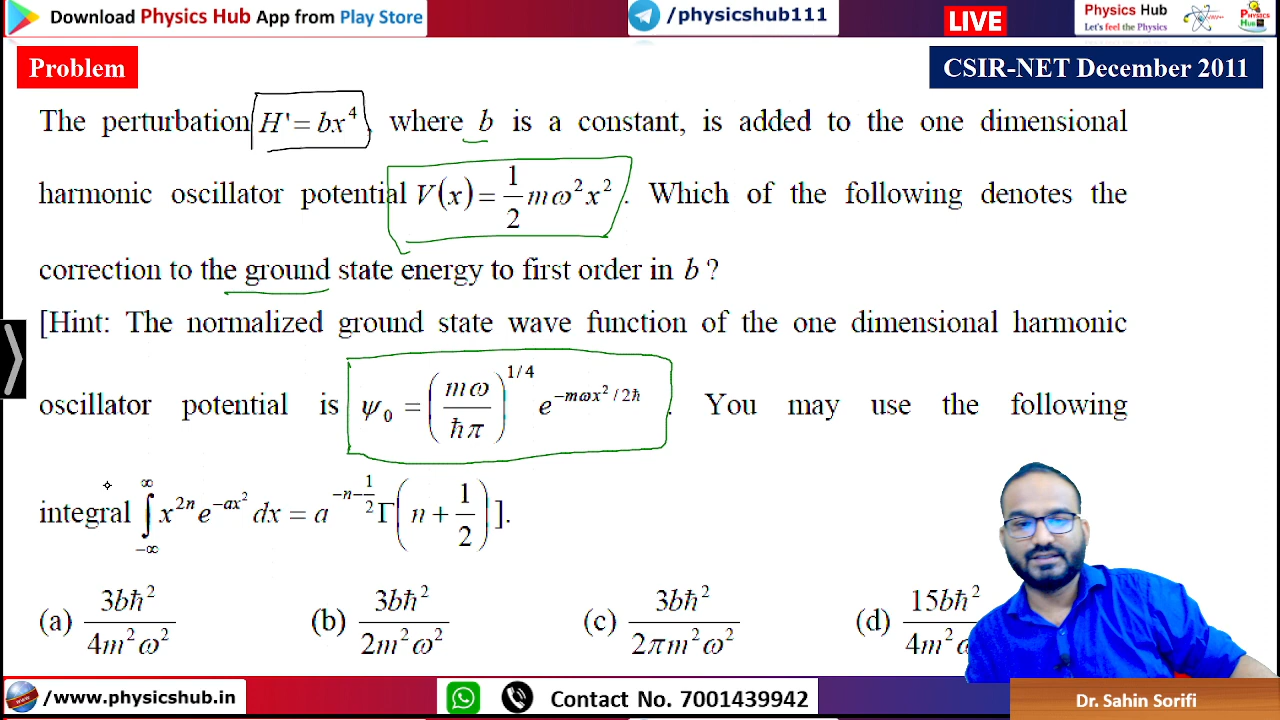 Download Physics Hub App from Play Store
/physicshub111
LIVE
Physics Hub
Let's feel the Physics
Problem
CSIR-NET December 2011
The perturbation H' = bx⁴, where b is a constant, is added to the one dimensional
harmonic oscillator potential V(x) = 1/2 mω²x². Which of the following denotes the
correction to the ground state energy to first order in b ?
[Hint: The normalized ground state wave function of the one dimensional harmonic
oscillator potential is ψ₀ = (mω/ħπ)^{1/4} e^{-mωx²/2ħ}. You may use the following
integral ∫_{-∞}^{∞} x^{2n} e^{-ax²} dx = a^{-n-1/2} Γ(n + 1/2)].
(a) 3bħ²/4m²ω² (b) 3bħ²/2m²ω² (c) 3bħ²/2πm²ω² (d) 15bħ²/4m²
/www.physicshub.in
Contact No. 7001439942
Dr. Sahin Sorifi